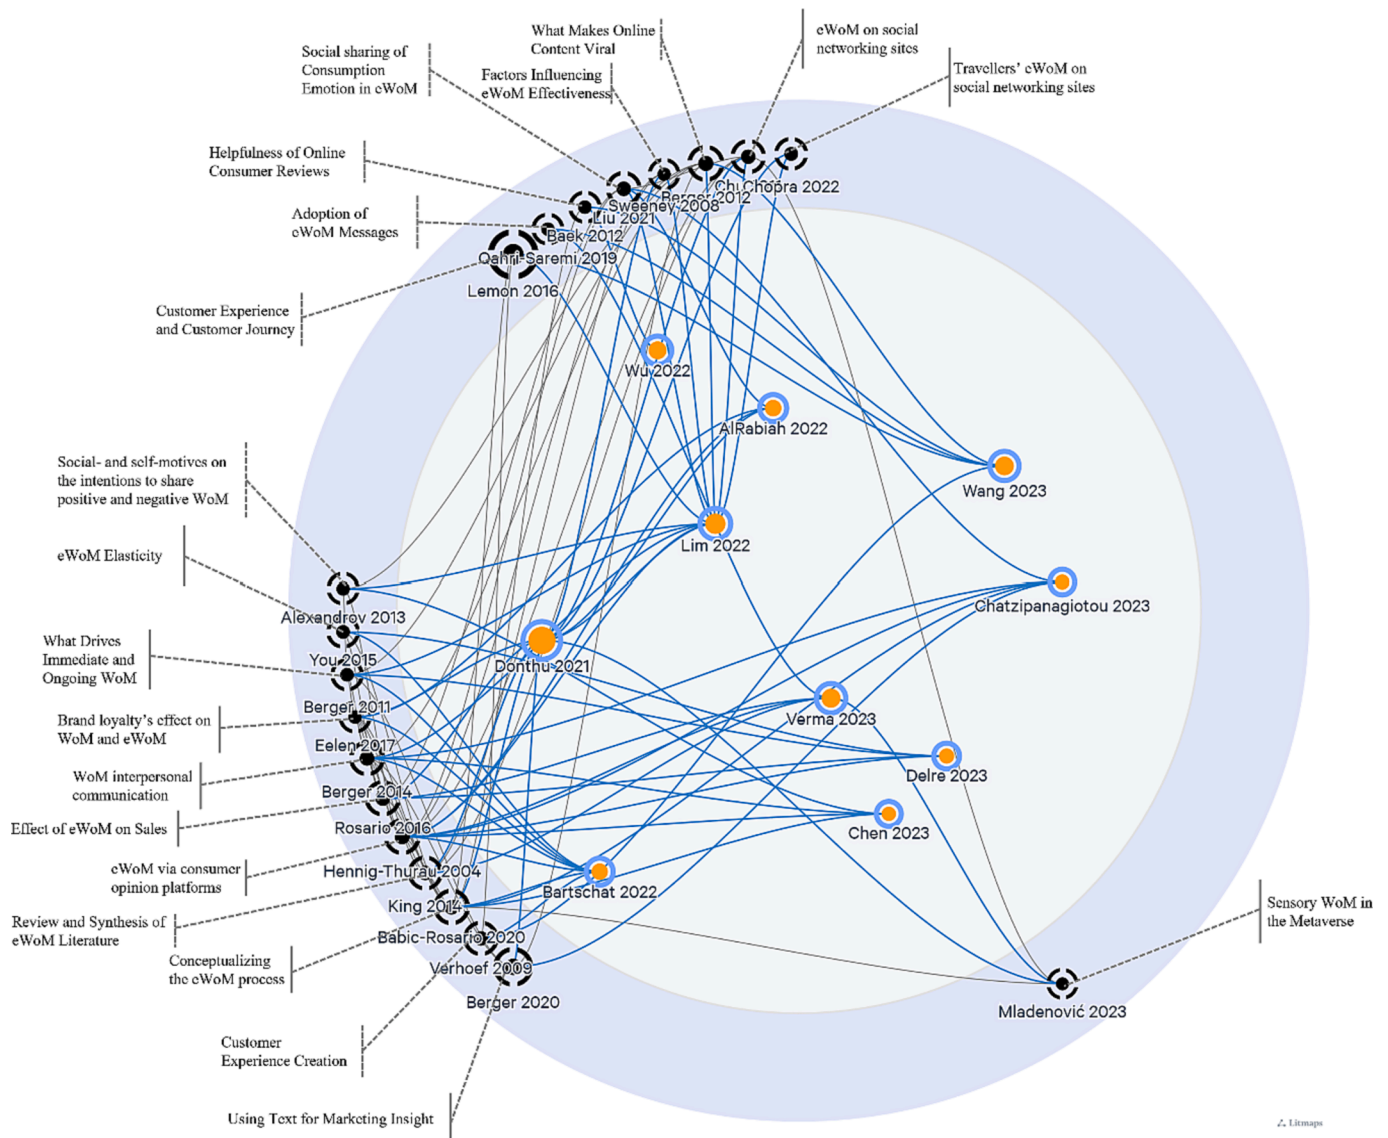 What Makes Online
Content Viral
eWoM on social
networking sites
Social sharing of
Consumption
Emotion in eWoM
Factors Influencing
eWoM Effectiveness
Travellers' eWoM on
social networking sites
Helpfulness of Online
Consumer Reviews
Adoption of
eWoM Messages
Customer Experience
and Customer Journey
Chopra 2022
Berger 2012
Sweeney 2008
Liu 2021
Baek 2012
Qahri-Saremi 2019
Lemon 2016
Wu 2022
AlRabiah 2022
Wang 2023
Lim 2022
Chatzipanagiotou 2023
Donthu 2021
Verma 2023
Delre 2023
Chen 2023
Bartschat 2022
Mladenović 2023
Social- and self-motives on
the intentions to share
positive and negative WoM
eWoM Elasticity
What Drives
Immediate and
Ongoing WoM
Brand loyalty's effect on
WoM and eWoM
WoM interpersonal
communication
Effect of eWoM on Sales
eWoM via consumer
opinion platforms
Review and Synthesis of
eWoM Literature
Conceptualizing
the eWoM process
Customer
Experience Creation
Using Text for Marketing Insight
Alexandrov 2013
You 2015
Berger 2011
Eelen 2017
Berger 2014
Rosario 2016
Hennig-Thurau 2004
King 2014
Babic-Rosario 2020
Verhoef 2009
Berger 2020
Sensory WoM in
the Metaverse
Litmaps